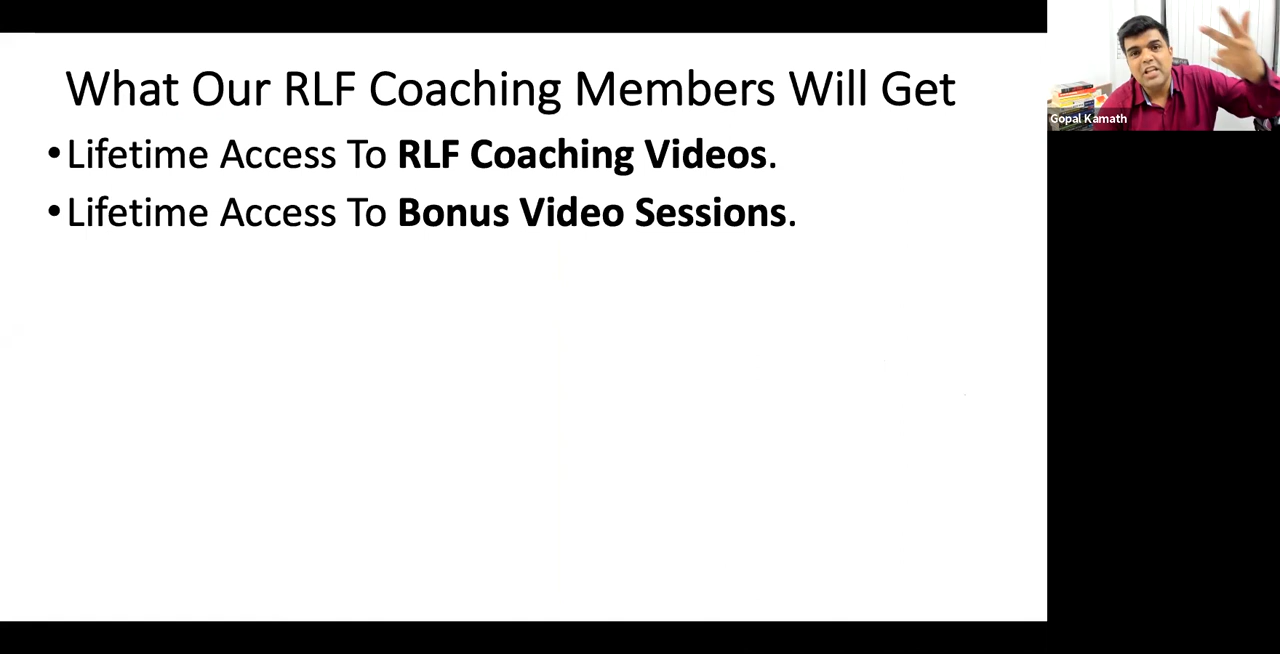 What Our RLF Coaching Members Will Get
•Lifetime Access To RLF Coaching Videos.
•Lifetime Access To Bonus Video Sessions.
Gopal Kamath